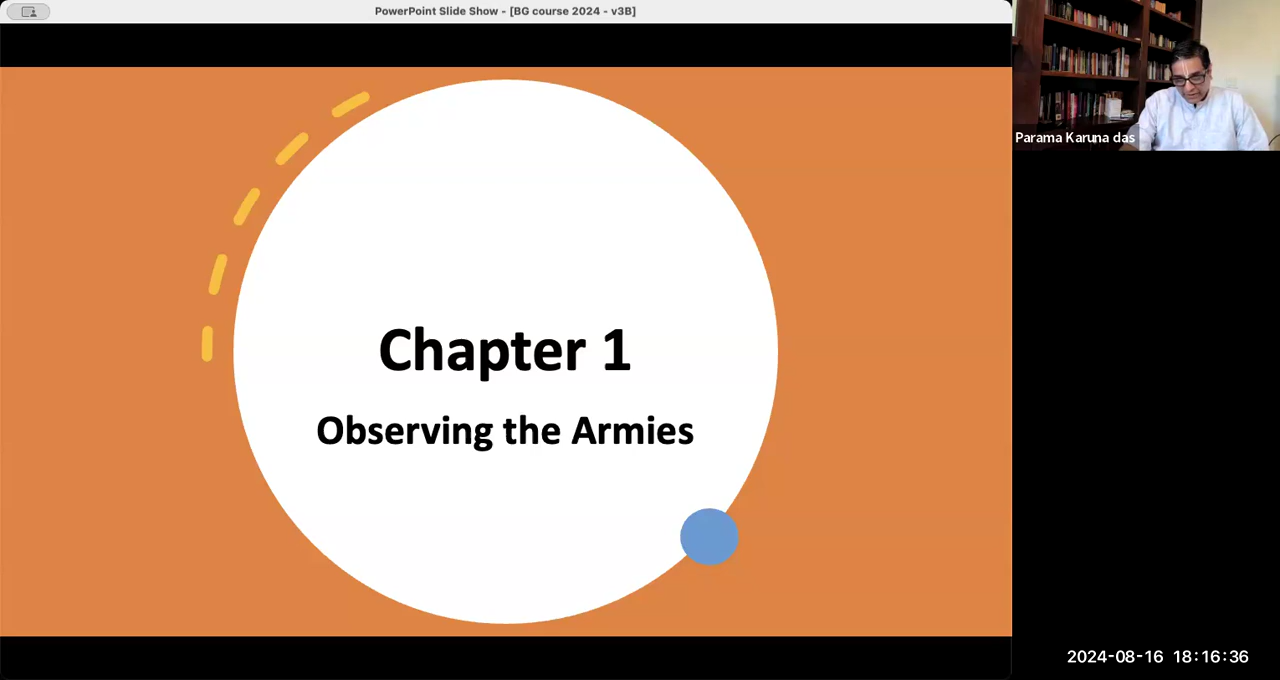 PowerPoint Slide Show - [BG course 2024 - v3B]
Chapter 1
Observing the Armies
Parama Karuna das
2024-08-16 18:16:36